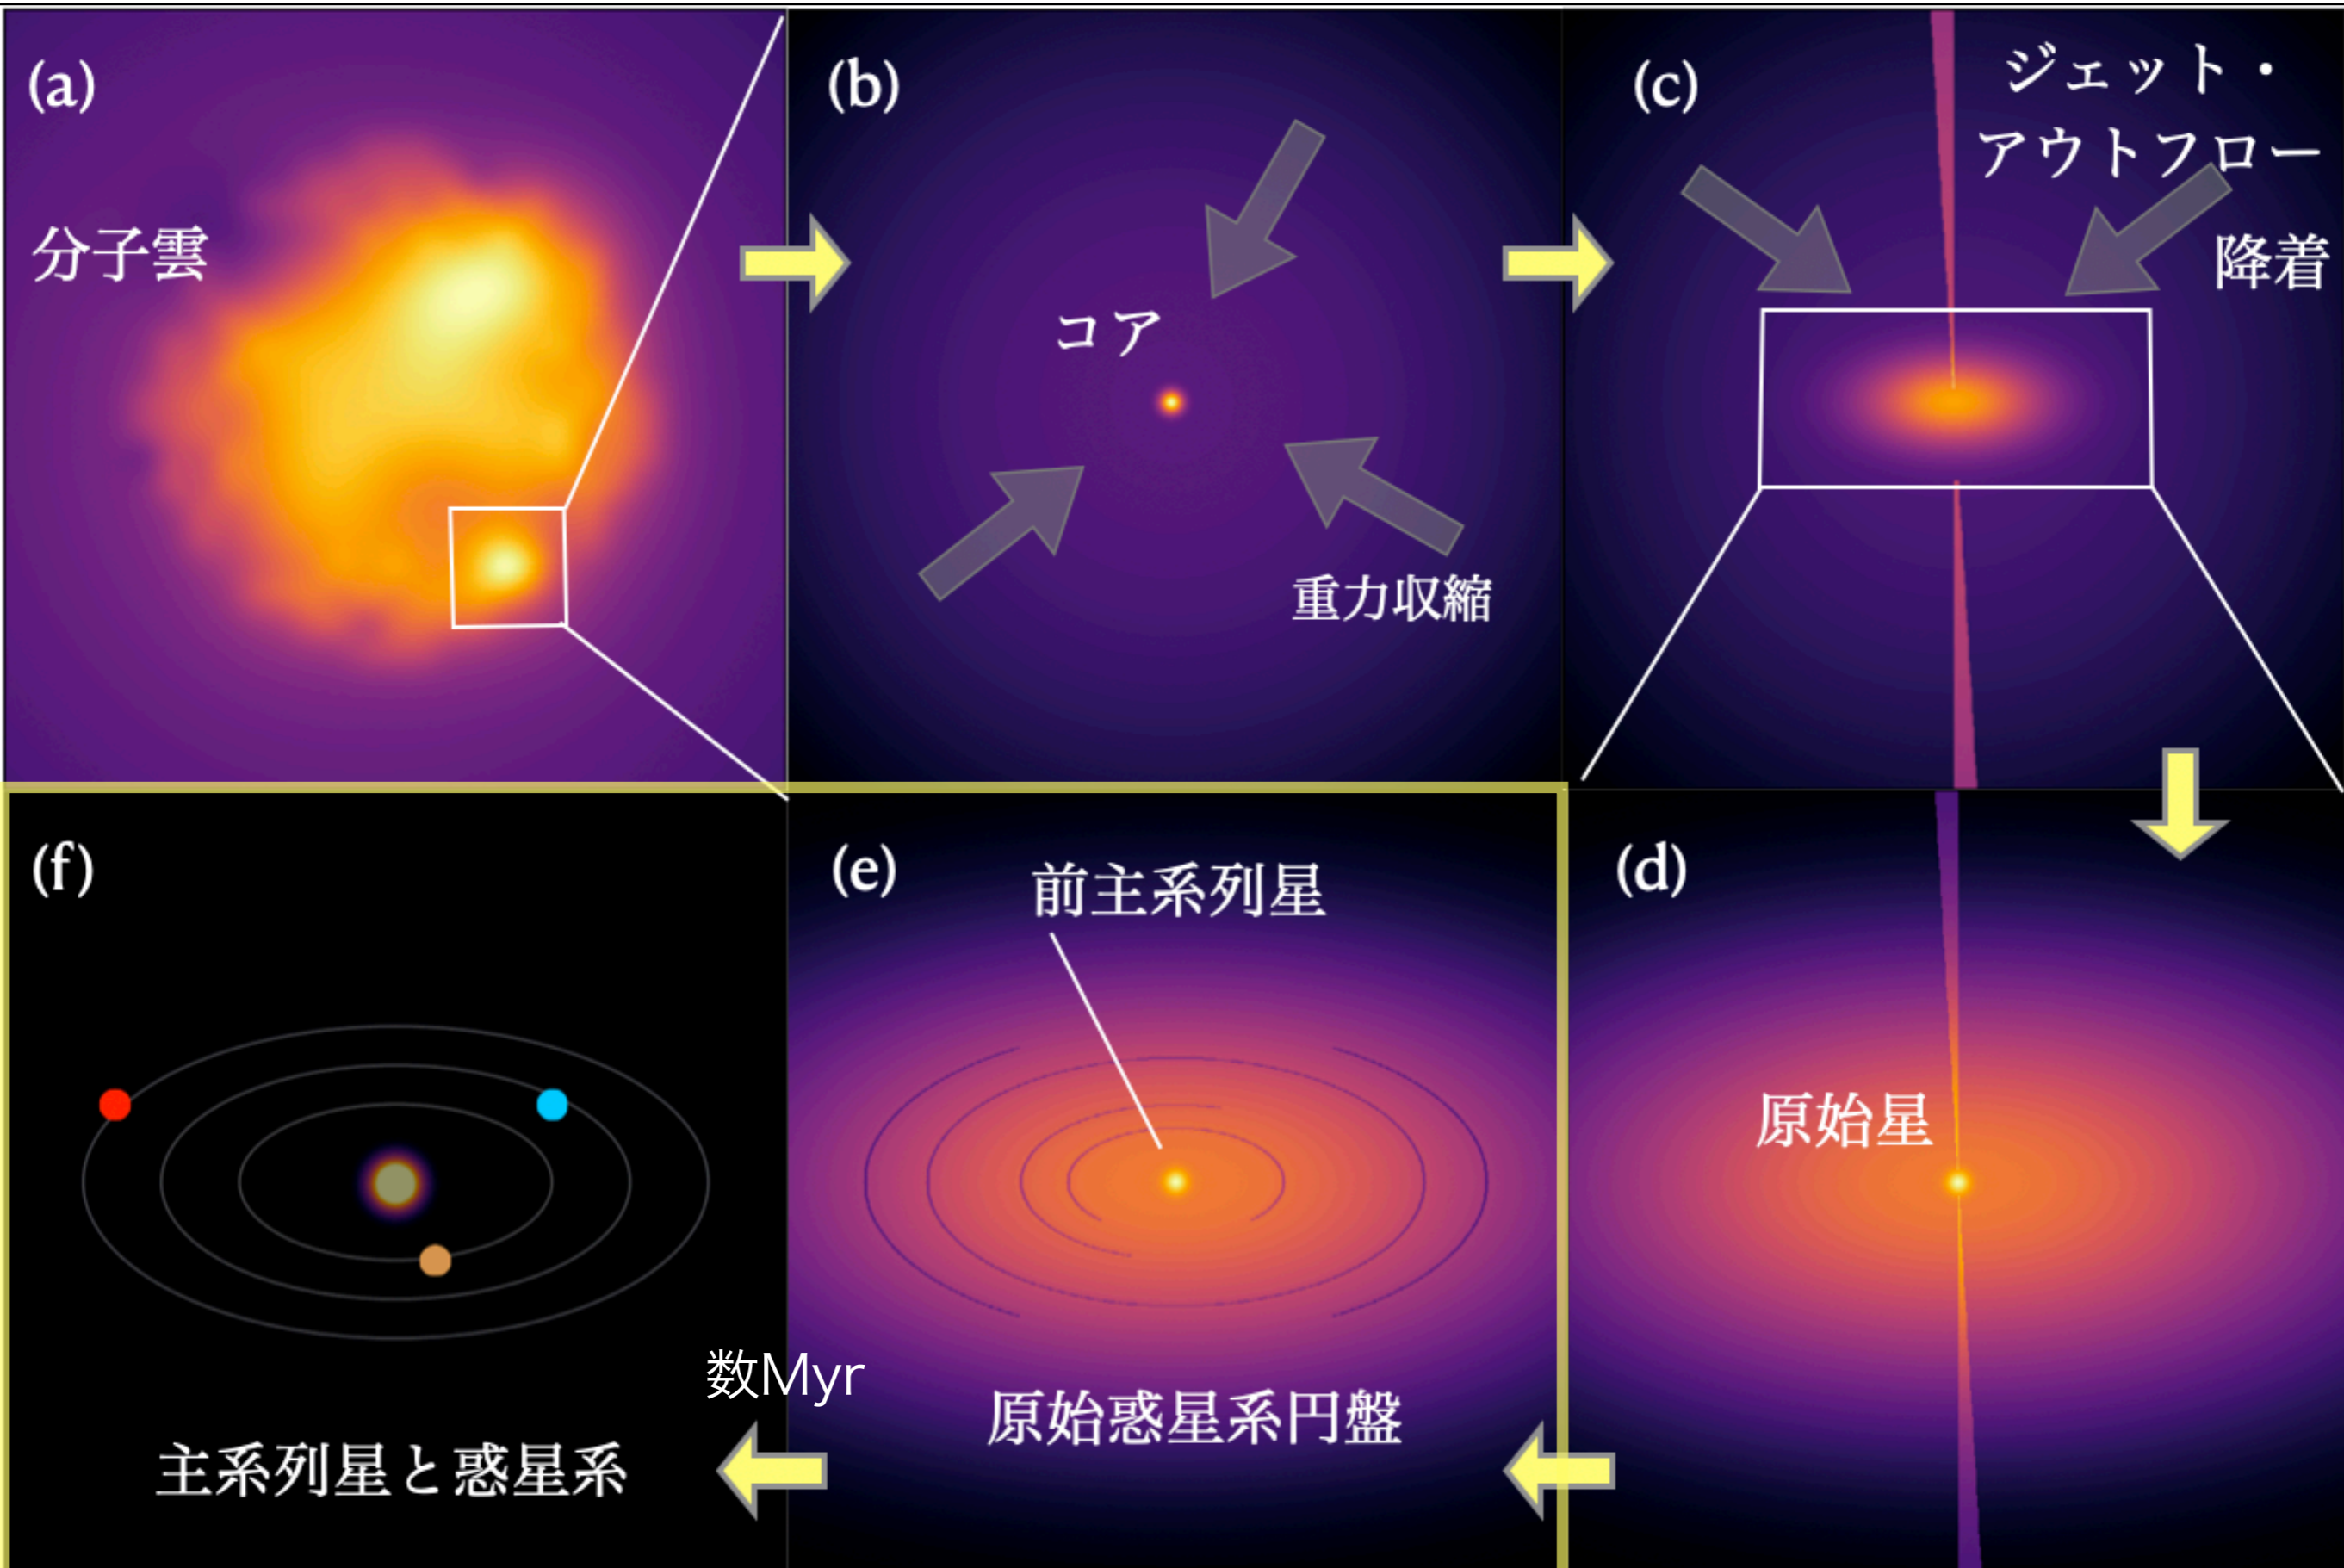 (a)
分子雲
(b)
コア
重力収縮
(c)
ジェット・
アウトフロー
降着
(d)
原始星
(e)
前主系列星
原始惑星系円盤
数Myr
(f)
主系列星と惑星系